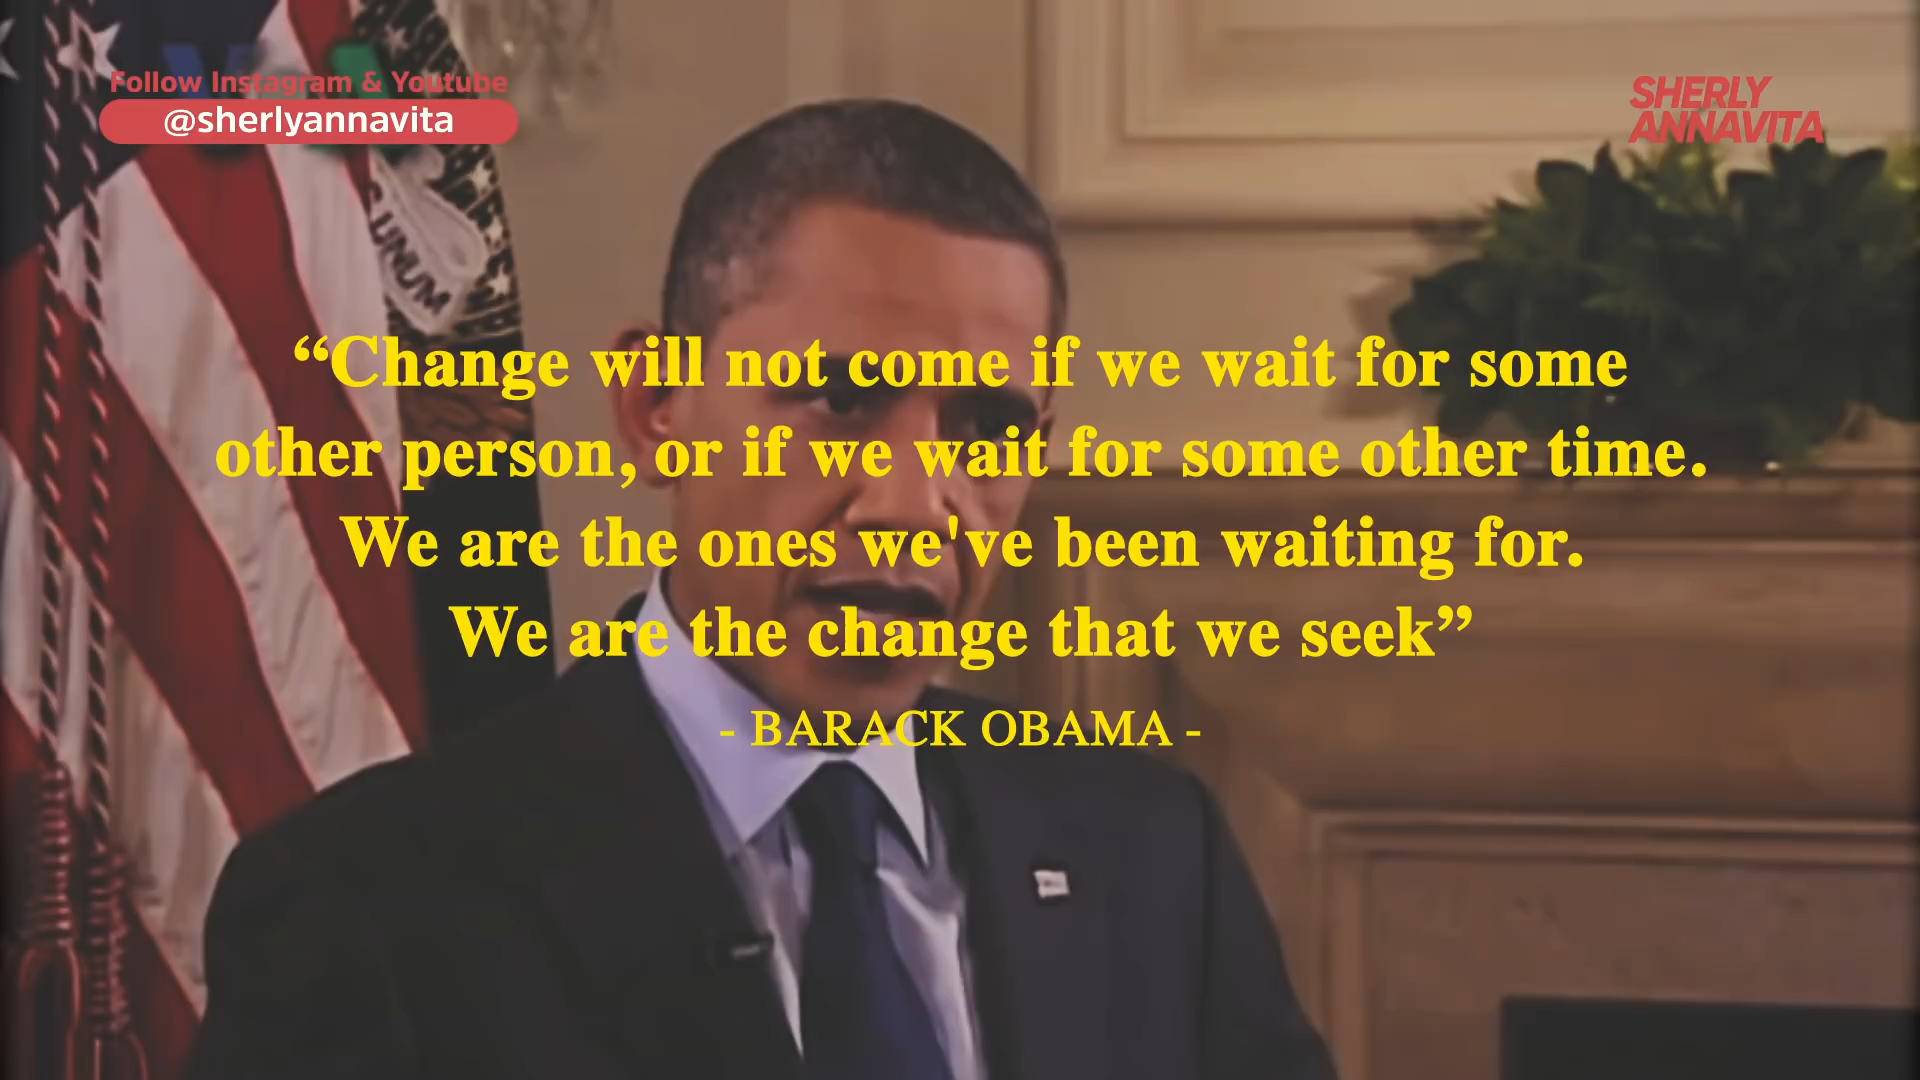 Follow Instagram & Youtube
@sherlyannavita
SHERLY
ANNAVITA
UNUM
“Change will not come if we wait for some
other person, or if we wait for some other time.
We are the ones we've been waiting for.
We are the change that we seek”
- BARACK OBAMA -